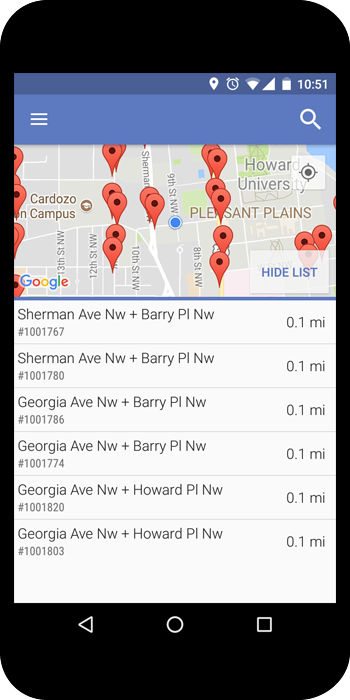 10:51
Howard
University
Cardozo
n Campus
Sherman
9th St NW
PLEASANT PLAINS
13th St NW
12th St NW
10th St NW
8th St NW
Google
HIDE LIST
Sherman Ave Nw + Barry Pl Nw
#1001767
0.1 mi
Sherman Ave Nw + Barry Pl Nw
#1001780
0.1 mi
Georgia Ave Nw + Barry Pl Nw
#1001786
0.1 mi
Georgia Ave Nw + Barry Pl Nw
#1001774
0.1 mi
Georgia Ave Nw + Howard Pl Nw
#1001820
0.1 mi
Georgia Ave Nw + Howard Pl Nw
#1001803
0.1 mi